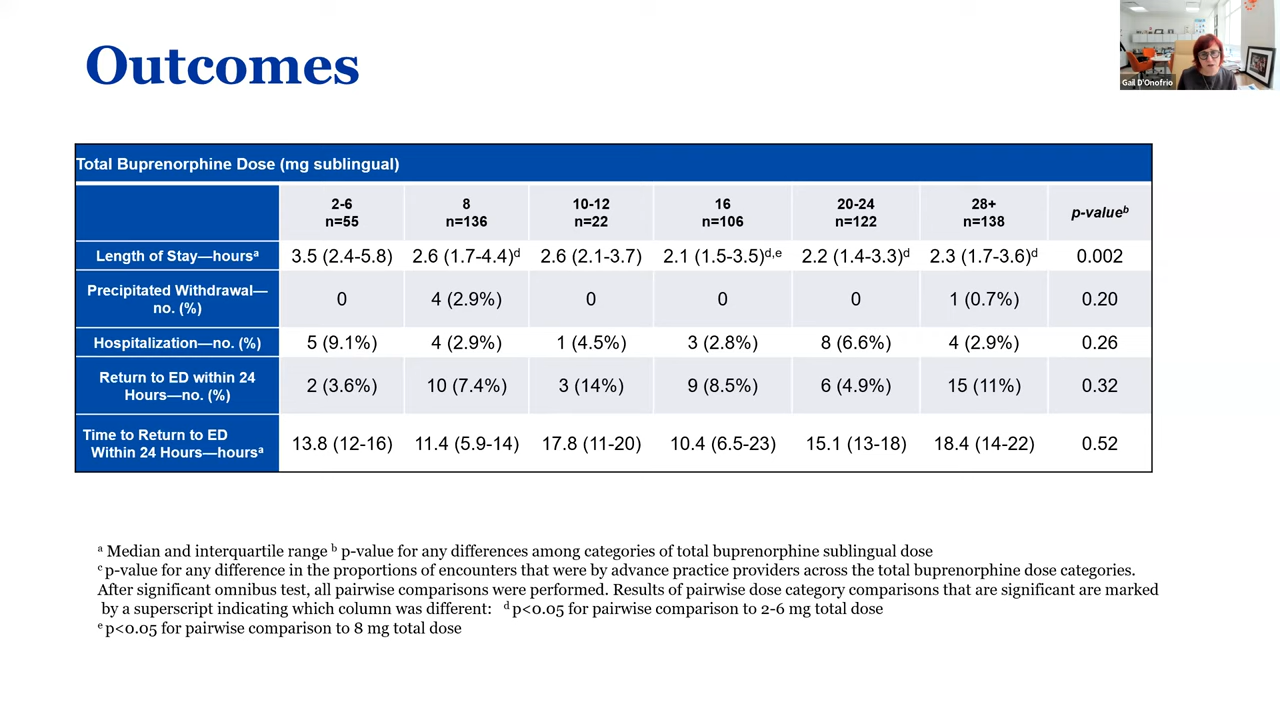 Outcomes
Gail D'Onofrio
Total Buprenorphine Dose (mg sublingual)
2-6 n=55 8 n=136 10-12 n=22 16 n=106 20-24 n=122 28+ n=138 p-valueᵇ
Length of Stay—hoursᵃ 3.5 (2.4-5.8) 2.6 (1.7-4.4)ᵈ 2.6 (2.1-3.7) 2.1 (1.5-3.5)ᵈ,ᵉ 2.2 (1.4-3.3)ᵈ 2.3 (1.7-3.6)ᵈ 0.002
Precipitated Withdrawal—no. (%) 0 4 (2.9%) 0 0 0 1 (0.7%) 0.20
Hospitalization—no. (%) 5 (9.1%) 4 (2.9%) 1 (4.5%) 3 (2.8%) 8 (6.6%) 4 (2.9%) 0.26
Return to ED within 24 Hours—no. (%) 2 (3.6%) 10 (7.4%) 3 (14%) 9 (8.5%) 6 (4.9%) 15 (11%) 0.32
Time to Return to ED Within 24 Hours—hoursᵃ 13.8 (12-16) 11.4 (5.9-14) 17.8 (11-20) 10.4 (6.5-23) 15.1 (13-18) 18.4 (14-22) 0.52
ᵃ Median and interquartile range ᵇ p-value for any differences among categories of total buprenorphine sublingual dose
ᶜ p-value for any difference in the proportions of encounters that were by advance practice providers across the total buprenorphine dose categories.
After significant omnibus test, all pairwise comparisons were performed. Results of pairwise dose category comparisons that are significant are marked
by a superscript indicating which column was different: ᵈ p<0.05 for pairwise comparison to 2-6 mg total dose
ᵉ p<0.05 for pairwise comparison to 8 mg total dose